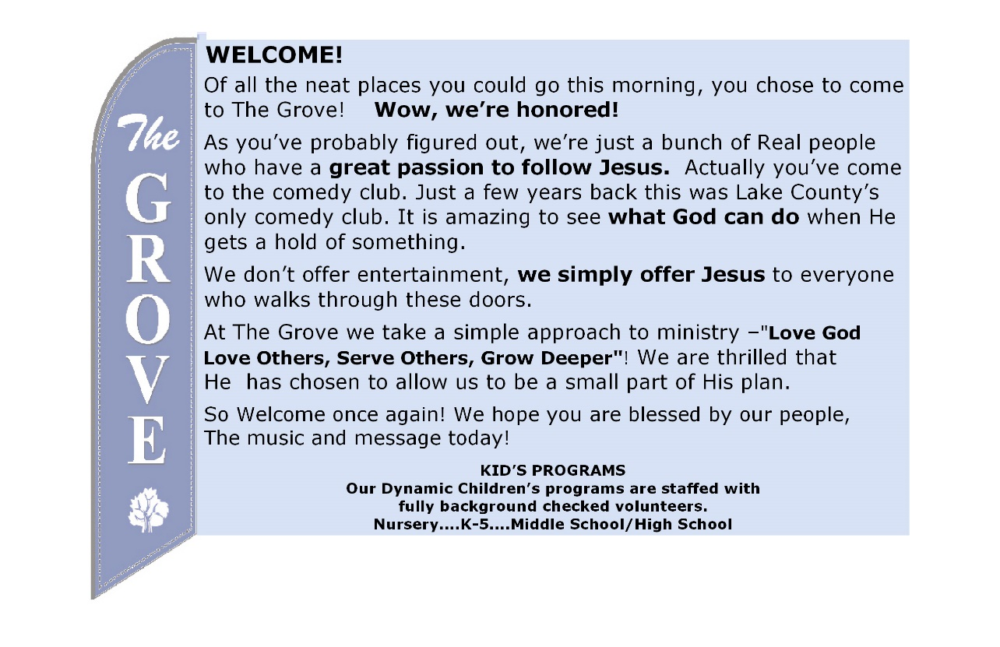 The
GROVE
WELCOME!
Of all the neat places you could go this morning, you chose to come
to The Grove! Wow, we’re honored!
As you’ve probably figured out, we’re just a bunch of Real people
who have a great passion to follow Jesus. Actually you’ve come
to the comedy club. Just a few years back this was Lake County’s
only comedy club. It is amazing to see what God can do when He
gets a hold of something.
We don’t offer entertainment, we simply offer Jesus to everyone
who walks through these doors.
At The Grove we take a simple approach to ministry –"Love God
Love Others, Serve Others, Grow Deeper"! We are thrilled that
He has chosen to allow us to be a small part of His plan.
So Welcome once again! We hope you are blessed by our people,
The music and message today!
KID’S PROGRAMS
Our Dynamic Children’s programs are staffed with
fully background checked volunteers.
Nursery....K-5....Middle School/High School